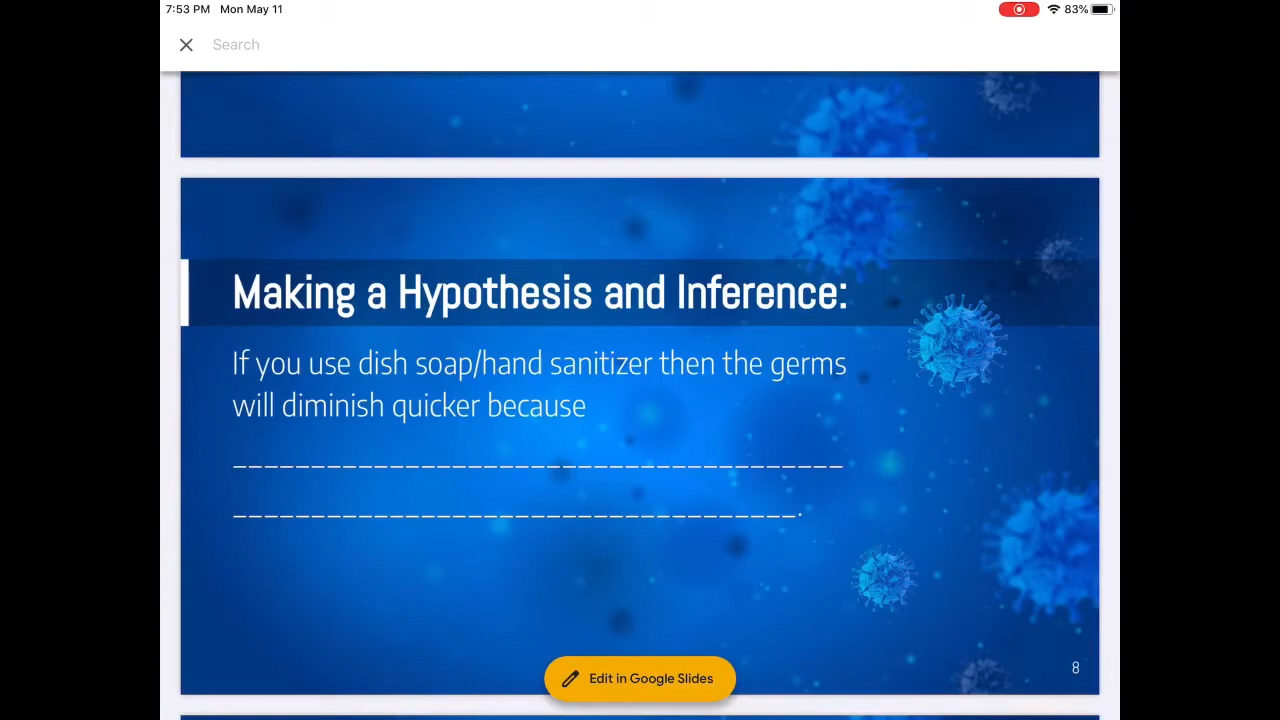 7:53 PM Mon May 11
83%
Search
Making a Hypothesis and Inference:
If you use dish soap/hand sanitizer then the germs
will diminish quicker because
_______________________________________
____________________________________.
8
Edit in Google Slides